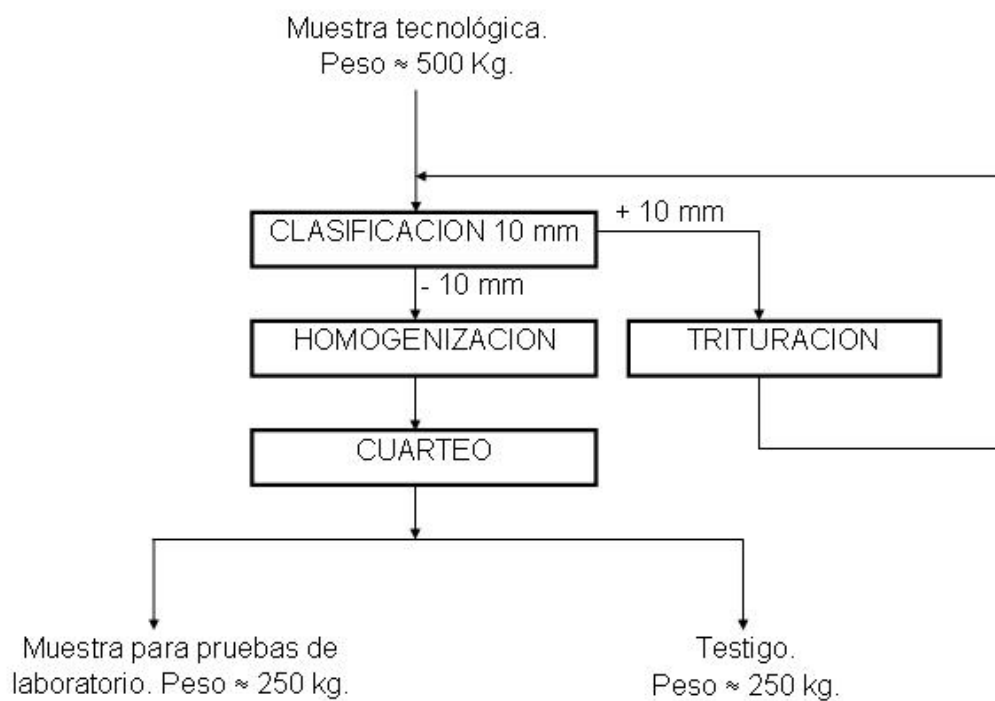 Muestra tecnológica.
Peso ≈ 500 Kg.
CLASIFICACION 10 mm
+ 10 mm
- 10 mm
HOMOGENIZACION
TRITURACION
CUARTEO
Muestra para pruebas de
laboratorio. Peso ≈ 250 kg.
Testigo.
Peso ≈ 250 kg.